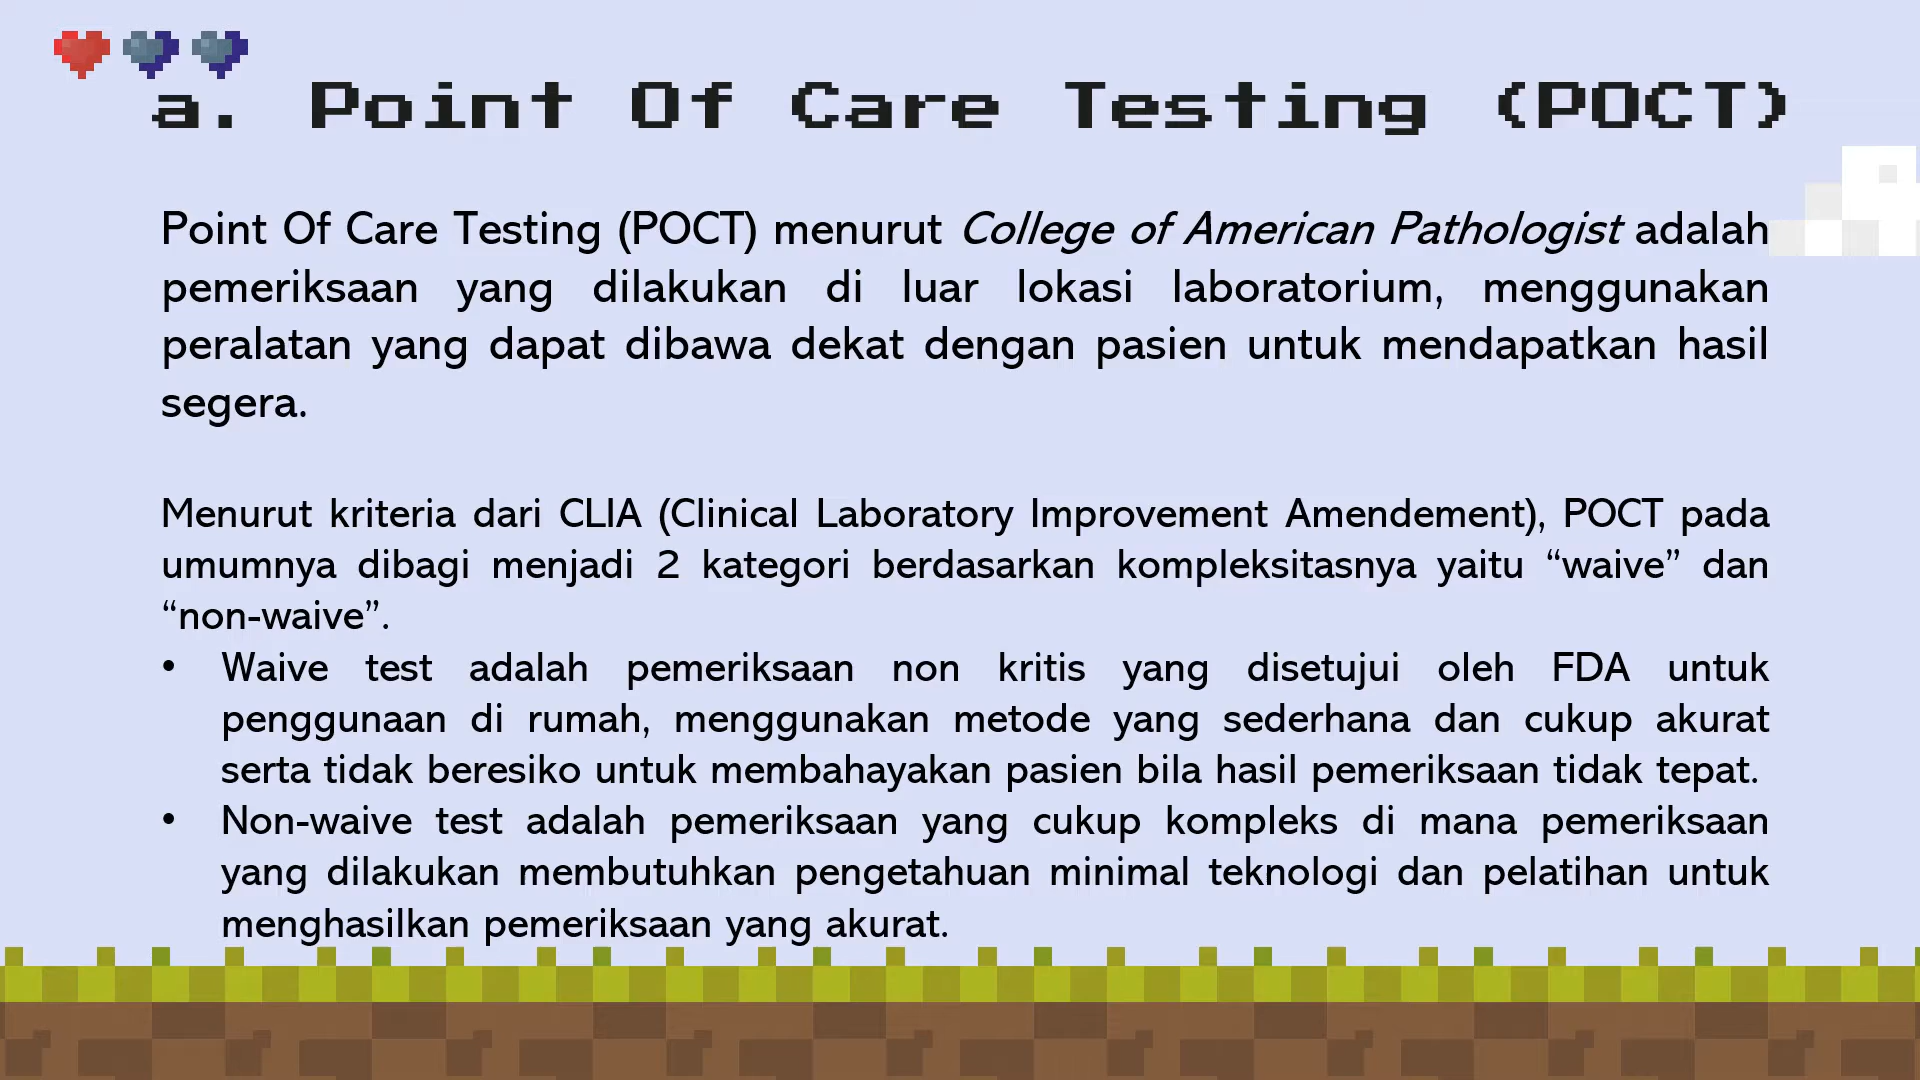 a. Point Of Care Testing (POCT)
Point Of Care Testing (POCT) menurut College of American Pathologist adalah
pemeriksaan yang dilakukan di luar lokasi laboratorium, menggunakan
peralatan yang dapat dibawa dekat dengan pasien untuk mendapatkan hasil
segera.
Menurut kriteria dari CLIA (Clinical Laboratory Improvement Amendement), POCT pada
umumnya dibagi menjadi 2 kategori berdasarkan kompleksitasnya yaitu “waive” dan
“non-waive”.
• Waive test adalah pemeriksaan non kritis yang disetujui oleh FDA untuk
penggunaan di rumah, menggunakan metode yang sederhana dan cukup akurat
serta tidak beresiko untuk membahayakan pasien bila hasil pemeriksaan tidak tepat.
• Non-waive test adalah pemeriksaan yang cukup kompleks di mana pemeriksaan
yang dilakukan membutuhkan pengetahuan minimal teknologi dan pelatihan untuk
menghasilkan pemeriksaan yang akurat.